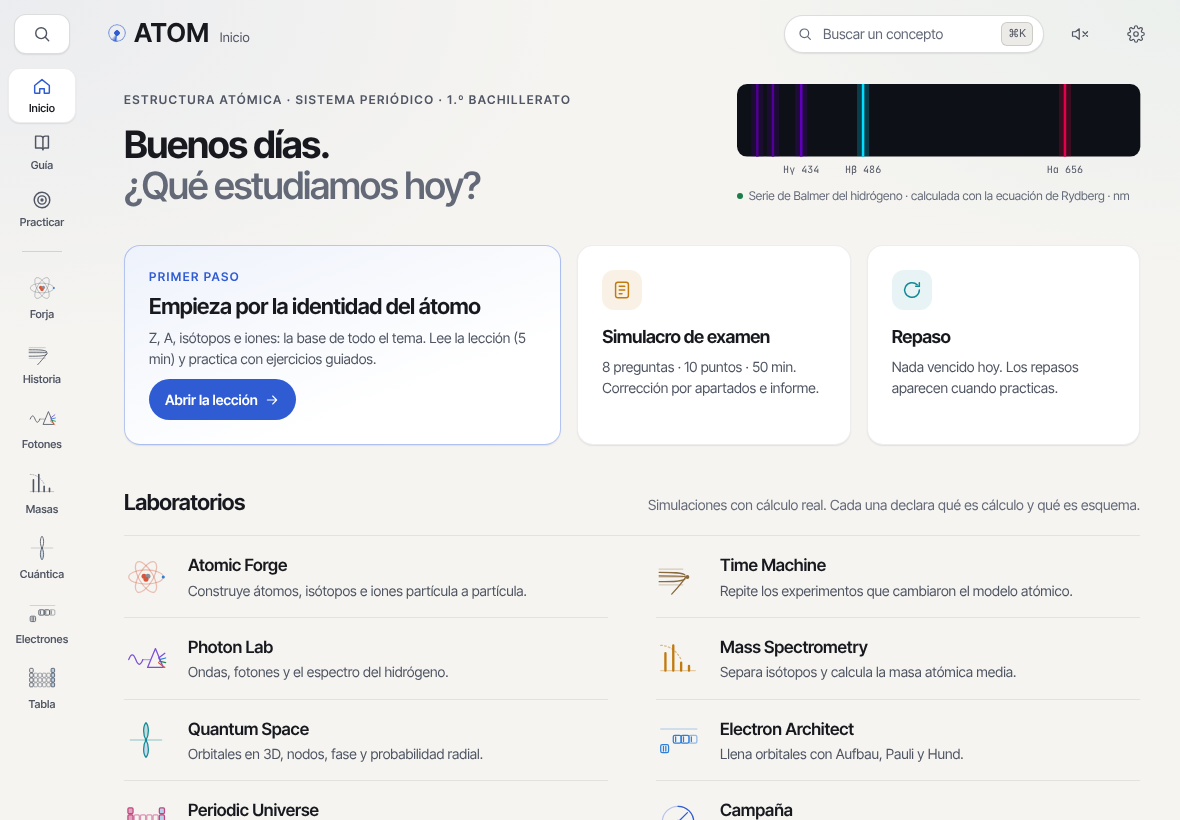 ATOM
Inicio
Buscar un concepto
⌘K
Inicio
Guía
Practicar
Forja
Historia
Fotones
Masas
Cuántica
Electrones
Tabla
ESTRUCTURA ATÓMICA · SISTEMA PERIÓDICO · 1.º BACHILLERATO
Buenos días.
¿Qué estudiamos hoy?
Hγ 434
Hβ 486
Hα 656
Serie de Balmer del hidrógeno · calculada con la ecuación de Rydberg · nm
PRIMER PASO
Empieza por la identidad del átomo
Z, A, isótopos e iones: la base de todo el tema. Lee la lección (5
min) y practica con ejercicios guiados.
Abrir la lección →
Simulacro de examen
8 preguntas · 10 puntos · 50 min.
Corrección por apartados e informe.
Repaso
Nada vencido hoy. Los repasos
aparecen cuando practicas.
Laboratorios
Simulaciones con cálculo real. Cada una declara qué es cálculo y qué es esquema.
Atomic Forge
Construye átomos, isótopos e iones partícula a partícula.
Time Machine
Repite los experimentos que cambiaron el modelo atómico.
Photon Lab
Ondas, fotones y el espectro del hidrógeno.
Mass Spectrometry
Separa isótopos y calcula la masa atómica media.
Quantum Space
Orbitales en 3D, nodos, fase y probabilidad radial.
Electron Architect
Llena orbitales con Aufbau, Pauli y Hund.
Periodic Universe
Campaña